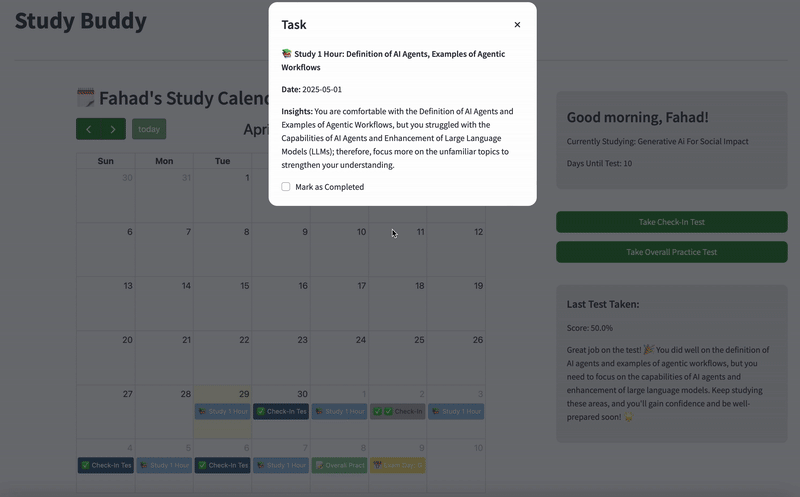 Study Buddy
Task
×
📚 Study 1 Hour: Definition of AI Agents, Examples of Agentic
Workflows
Date: 2025-05-01
Insights: You are comfortable with the Definition of AI Agents and
Examples of Agentic Workflows, but you struggled with the
Capabilities of AI Agents and Enhancement of Large Language
Models (LLMs); therefore, focus more on the unfamiliar topics to
strengthen your understanding.
Mark as Completed
🗓️ Fahad's Study Calen
today
Apri
Sun Mon Tue
30 31 1
6 7 8 9 10 11 12
13 14 15 16 17 18 19
20 21 22 23 24 25 26
27 28 29 30 1 2 3
📚 Study 1 Hour ✅ Check-in Tes 📚 Study 1 Hour ✅ ✅ Check-in 📚 Study 1 Hour
4 5 6 7 8 9 10
✅ Check-in Tes 📚 Study 1 Hour ✅ Check-in Tes 📚 Study 1 Hour Overall Pract Exam Day
Good morning, Fahad!
Currently Studying: Generative Ai For Social Impact
Days Until Test: 10
Take Check-In Test
Take Overall Practice Test
Last Test Taken:
Score: 50.0%
Great job on the test! 🎉 You did well on the definition of
AI agents and examples of agentic workflows, but you
need to focus on the capabilities of AI agents and
enhancement of large language models. Keep studying
these areas, and you'll gain confidence and be well-
prepared soon! 💪